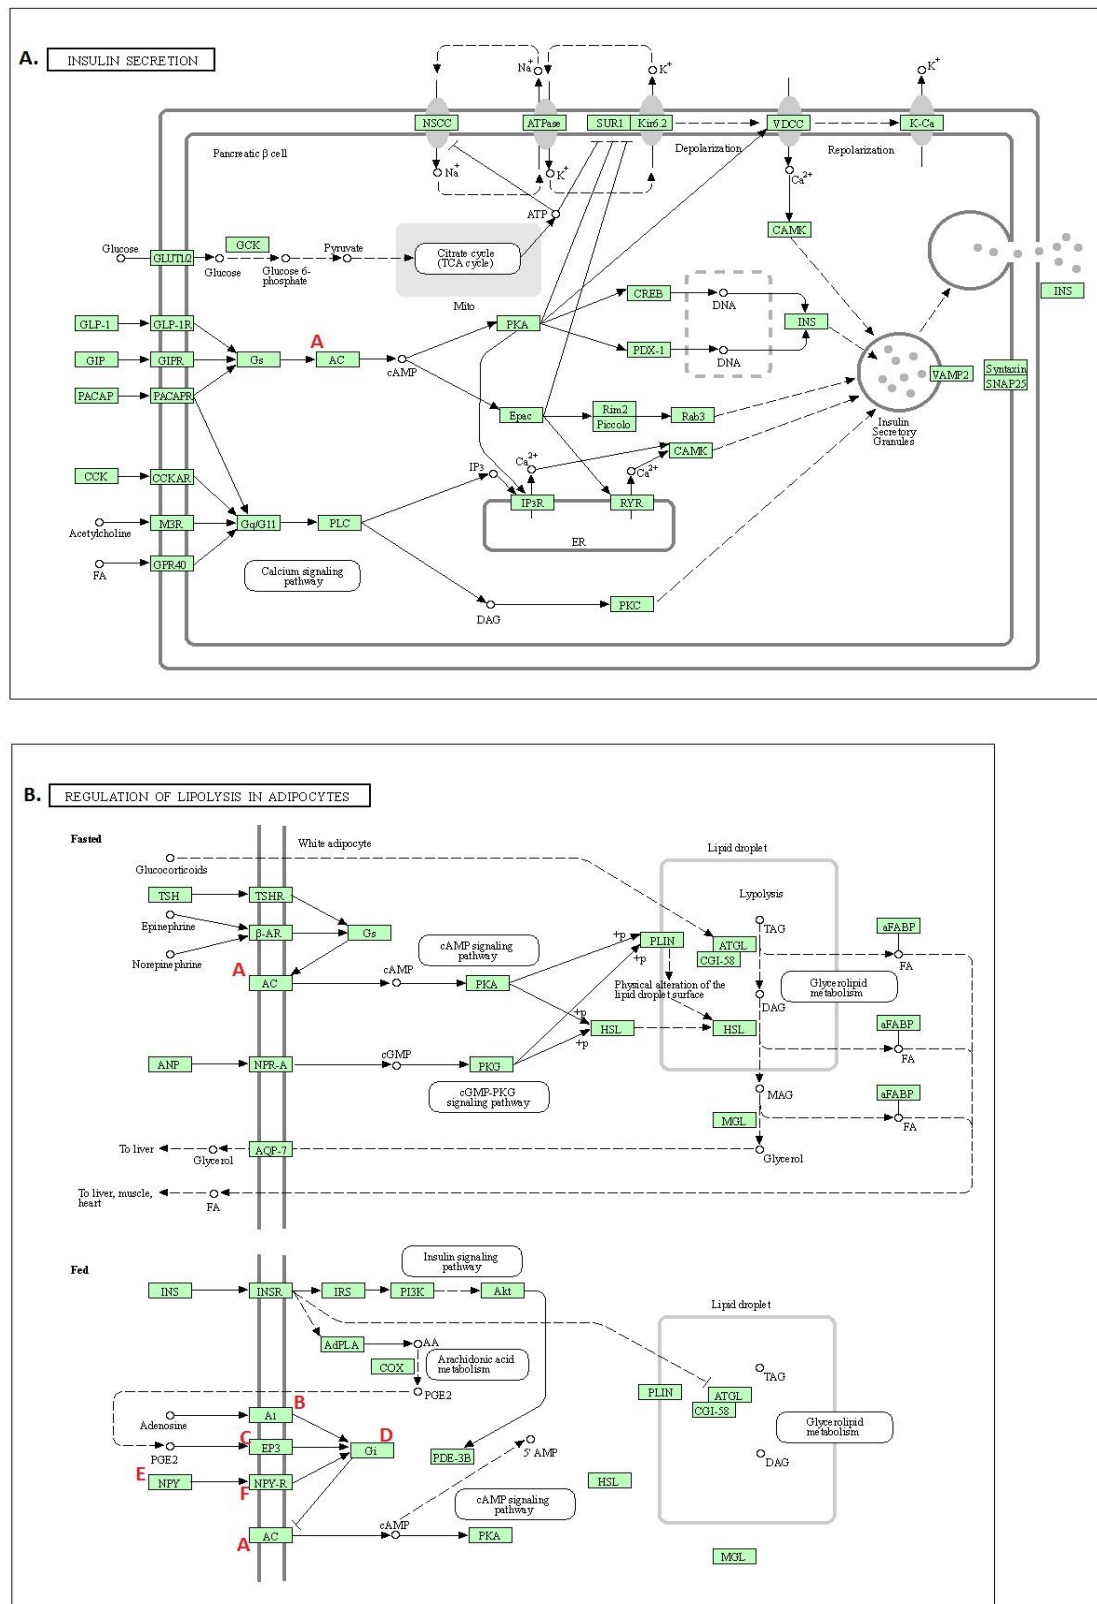 A. INSULIN SECRETION
Na+
K+
K+
NSCC
ATPase
SUR1
Kir6.2
VDCC
K-Ca
Pancreatic β cell
Depolarization
Repolarization
Na+
K+
Ca2+
ATP
CAMK
Glucose
GLUT1/2
Glucose
GCK
Glucose 6-
phosphate
Pyruvate
Citrate cycle
(TCA cycle)
Mito
INS
GLP-1
GLP-1R
A
PKA
CREB
DNA
INS
GIP
GIPR
Gs
AC
cAMP
PDX-1
DNA
VAMP2
Syntaxin
SNAP25
PACAP
PACAPR
Epac
Rim2
Piccolo
Rab3
Insulin
Secretory
Granules
CAMK
CCK
CCKAR
IP3
Ca2+
Ca2+
IP3R
RYR
Acetylcholine
M3R
Gq/G11
PLC
ER
FA
GPR40
Calcium signaling
pathway
DAG
PKC
B. REGULATION OF LIPOLYSIS IN ADIPOCYTES
Fasted
White adipocyte
Lipid droplet
Glucocorticoids
TSH
TSHR
Lypolysis
Epinephrine
β-AR
Gs
Norepinephrine
cAMP signaling
pathway
+p
+p
PLIN
ATGL
CGI-58
TAG
aFABP
FA
A
AC
cAMP
PKA
Physical alteration of the
lipid droplet surface
Glycerolipid
metabolism
DAG
+p
HSL
+p
HSL
aFABP
FA
ANP
NPR-A
cGMP
PKG
cGMP-PKG
signaling pathway
MAG
aFABP
FA
MGL
To liver
Glycerol
AQP-7
Glycerol
To liver, muscle,
heart
FA
Fed
Insulin signaling
pathway
INS
INSR
IRS
PI3K
Akt
Lipid droplet
AdPLA
AA
COX
Arachidonic acid
metabolism
PGE2
TAG
PLIN
ATGL
CGI-58
Adenosine
A1
B
Glycerolipid
metabolism
PGE2
C
EP3
Gi
D
PDE-3B
5' AMP
DAG
E
NPY
NPY-R
F
HSL
cAMP signaling
pathway
A
AC
cAMP
PKA
MGL